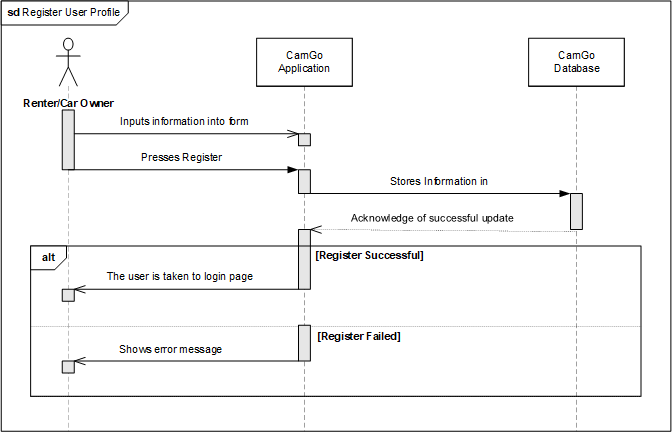 sd Register User Profile
CamGo
Application
CamGo
Database
Renter/Car Owner
Inputs information into form
Presses Register
Stores Information in
Acknowledge of successful update
alt
[Register Successful]
The user is taken to login page
[Register Failed]
Shows error message